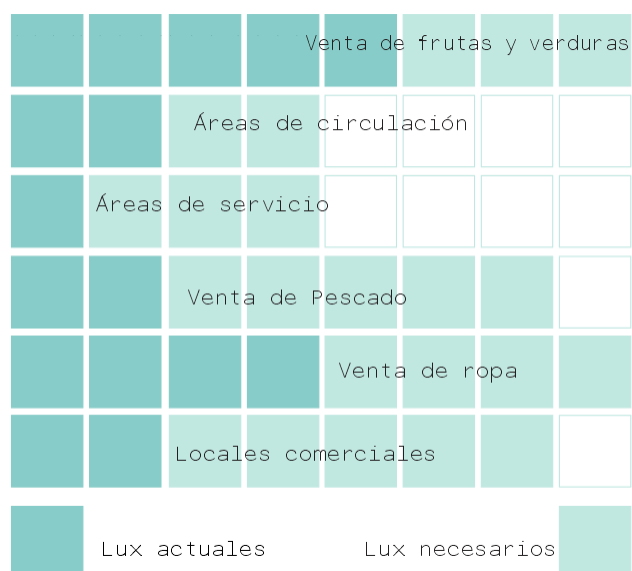 Venta de frutas y verduras
Áreas de circulación
Áreas de servicio
Venta de Pescado
Venta de ropa
Locales comerciales
Lux actuales
Lux necesarios